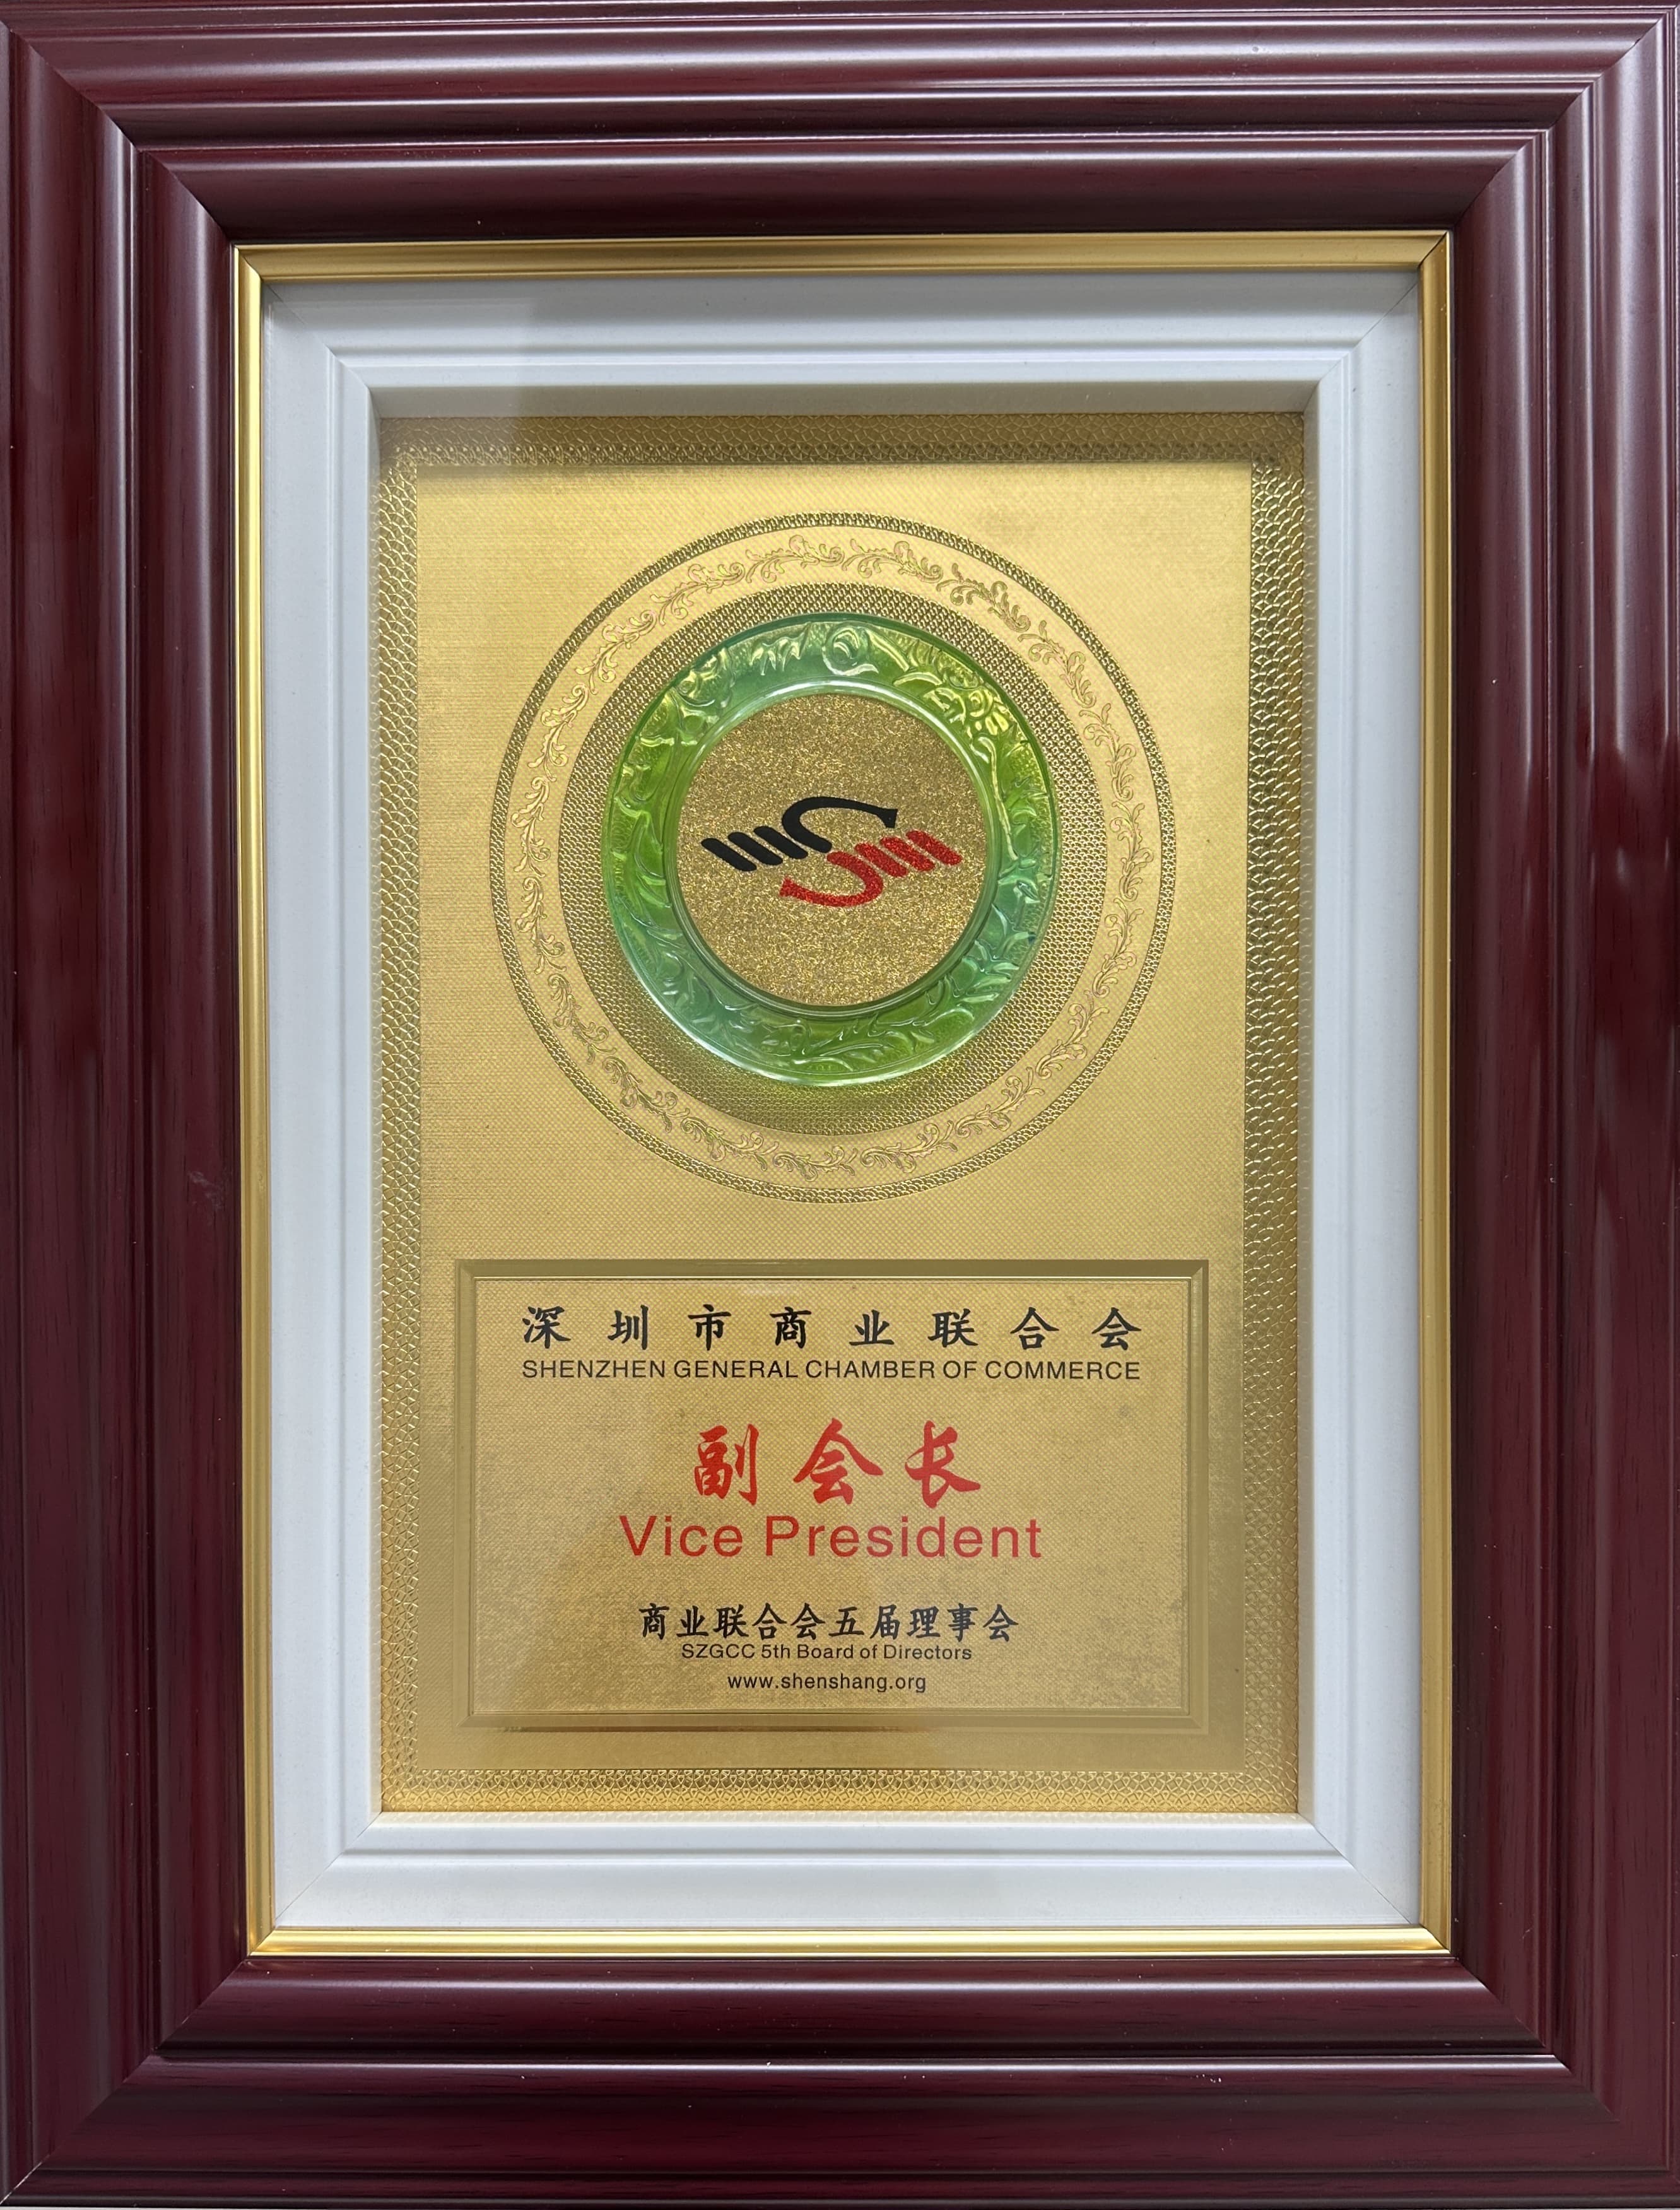 深圳市商业联合会
SHENZHEN GENERAL CHAMBER OF COMMERCE
副会长
Vice President
商业联合会五届理事会
SZGCC 5th Board of Directors
www.shenshang.org